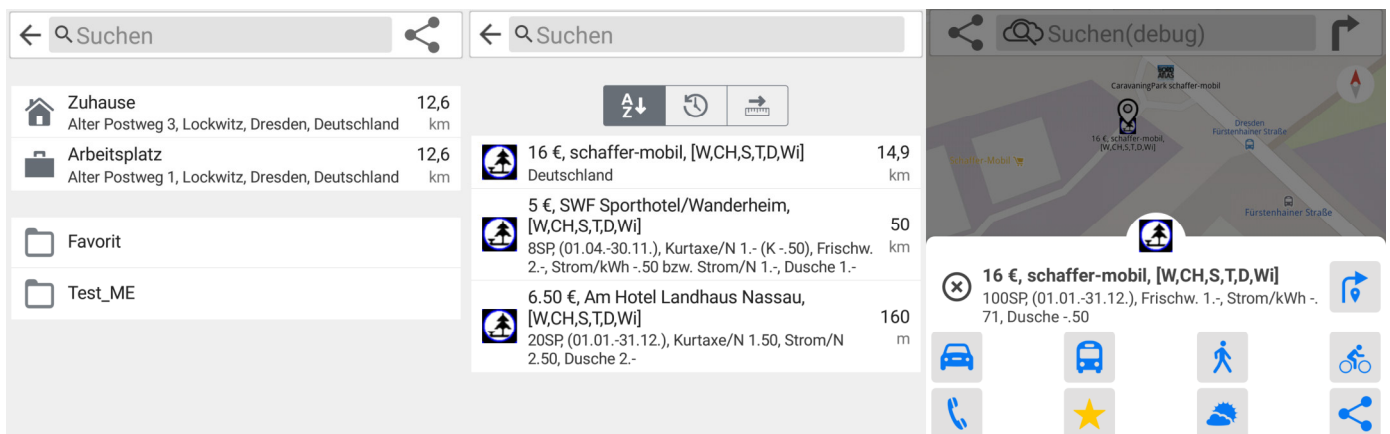 Suchen
Zuhause
12,6
Alter Postweg 3, Lockwitz, Dresden, Deutschland
km
Arbeitsplatz
12,6
Alter Postweg 1, Lockwitz, Dresden, Deutschland
km
Favorit
Test_ME
Suchen
A
Z
16 €, schaffer-mobil, [W,CH,S,T,D,Wi]
14,9
Deutschland
km
5 €, SWF Sporthotel/Wanderheim,
[W,CH,S,T,D,Wi]
50
8SP, (01.04.-30.11.), Kurtaxe/N 1.- (K -.50), Frischw.
km
2.-, Strom/kWh -.50 bzw. Strom/N 1.-, Dusche 1.-
6.50 €, Am Hotel Landhaus Nassau,
[W,CH,S,T,D,Wi]
160
20SP, (01.01.-31.12.), Kurtaxe/N 1.50, Strom/N
m
2.50, Dusche 2.-
Suchen(debug)
CaravaningPark schaffer-mobil
16 €, schaffer-mobil,
[W,CH,S,T,D,Wi]
Dresden
Fürstenhainer Straße
Schaffer-Mobil
Fürstenhainer Straße
16 €, schaffer-mobil, [W,CH,S,T,D,Wi]
100SP, (01.01.-31.12.), Frischw. 1.-, Strom/kWh -.
71, Dusche -.50